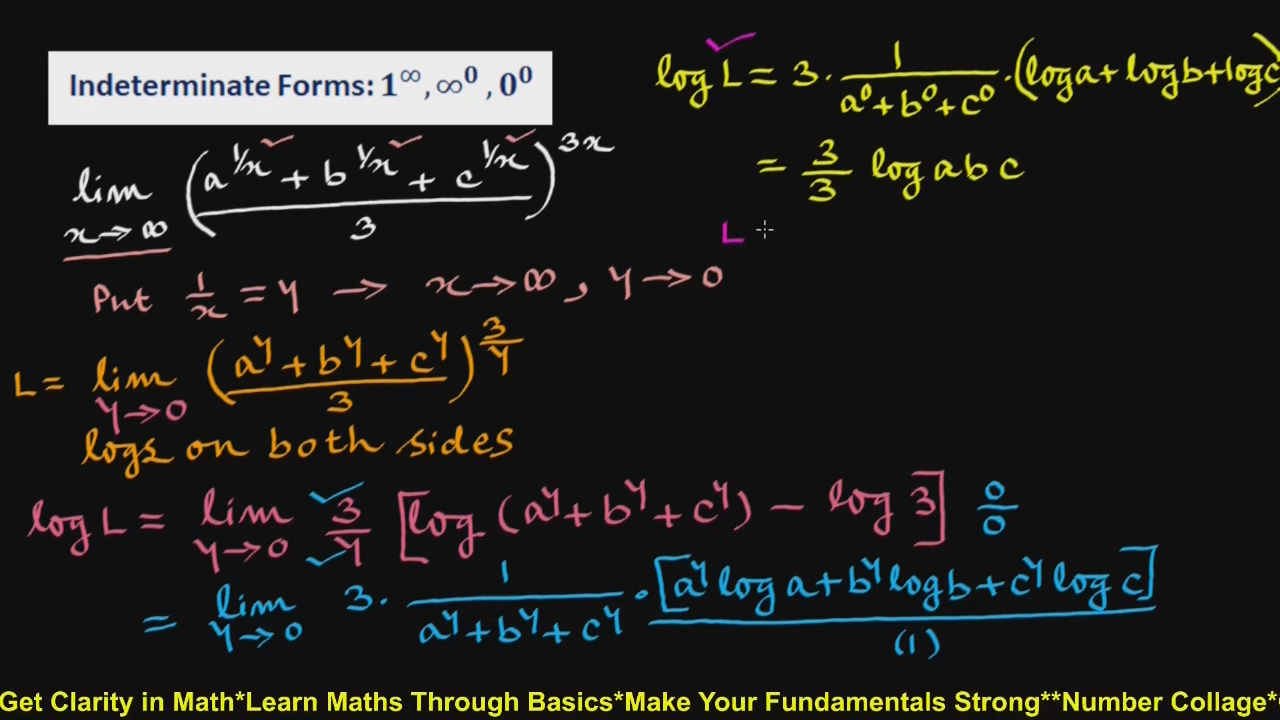 Indeterminate Forms: 1^∞, ∞^0, 0^0
lim x→∞ ((a^{1/x} + b^{1/x} + c^{1/x})/3)^{3x}
Put 1/x = y → x→∞, y→0
L = lim y→0 ((a^y + b^y + c^y)/3)^{3/y}
logs on both sides
log L = lim y→0 3/y [log (a^y + b^y + c^y) − log 3] 0/0
= lim y→0 3 · 1/(a^y + b^y + c^y) · [a^y log a + b^y log b + c^y log c]/(1)
log L = 3 · 1/(a^0 + b^0 + c^0) · (log a + log b + log c)
= 3/3 log a b c
L
Get Clarity in Math*Learn Maths Through Basics*Make Your Fundamentals Strong**Number Collage*